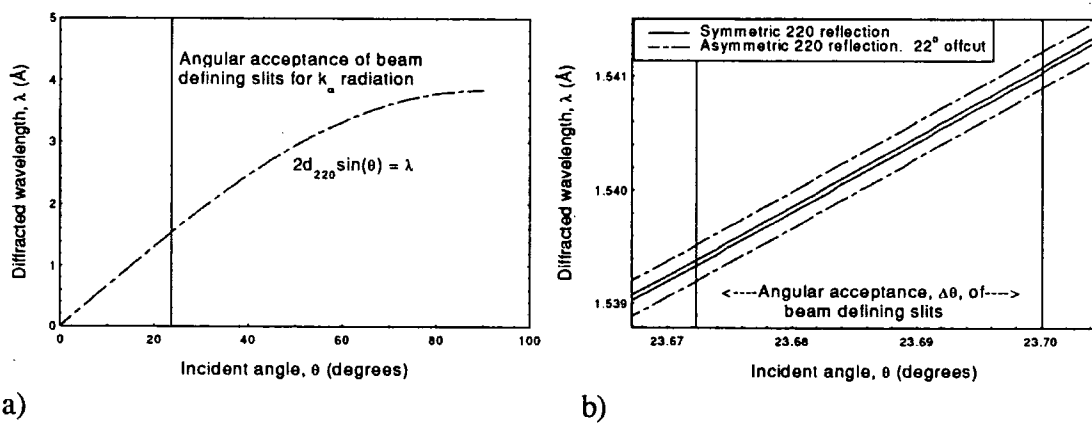 5
4
3
2
1
0
0
20
40
60
80
100
Diffracted wavelength, λ (Å)
Incident angle, θ (degrees)
Angular acceptance of beam
defining slits for kα radiation
2d220sin(θ) = λ
a)
Symmetric 220 reflection
Asymmetric 220 reflection. 22° offcut
1.541
1.540
1.539
23.67
23.68
23.69
23.70
Diffracted wavelength, λ (Å)
Incident angle, θ (degrees)
<----Angular acceptance, Δθ, of---->
beam defining slits
b)